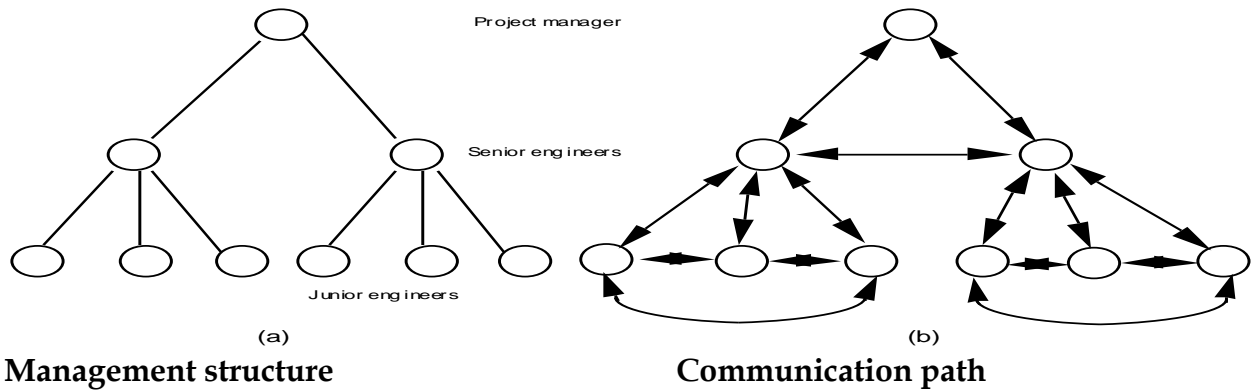 Project manager
Senior engineers
Junior engineers
(a)
(b)
Management structure
Communication path